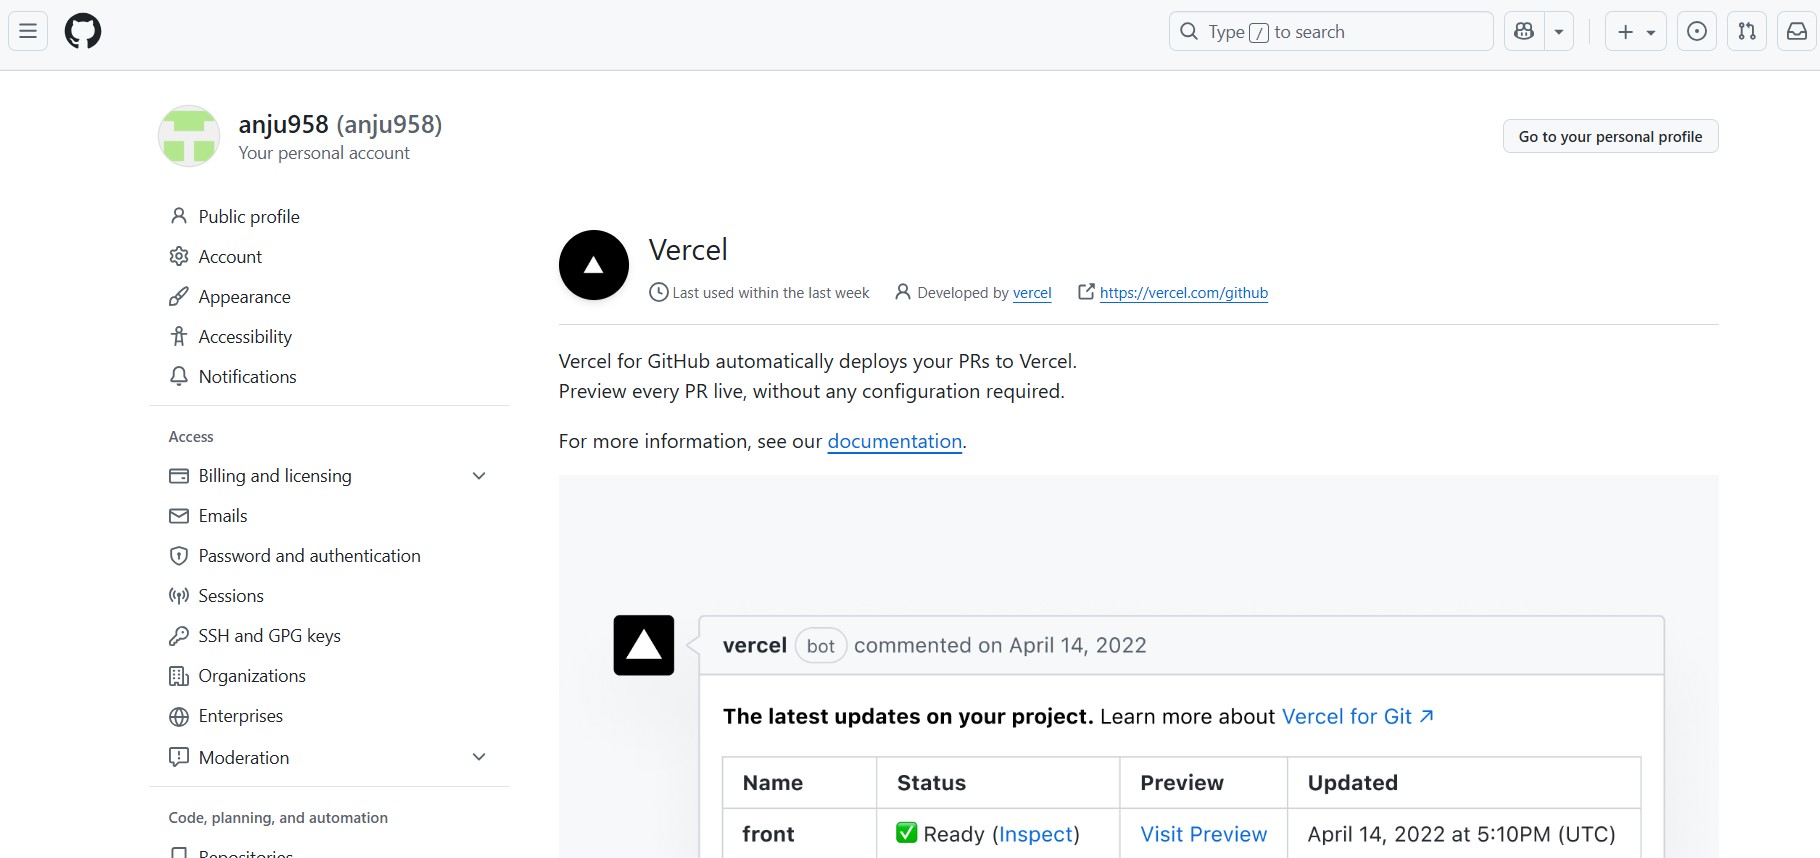 Type / to search
anju958 (anju958)
Your personal account
Go to your personal profile
Public profile
Account
Appearance
Accessibility
Notifications
Access
Billing and licensing
Emails
Password and authentication
Sessions
SSH and GPG keys
Organizations
Enterprises
Moderation
Code, planning, and automation
Repositories
Vercel
Last used within the last week Developed by vercel https://vercel.com/github
Vercel for GitHub automatically deploys your PRs to Vercel.
Preview every PR live, without any configuration required.
For more information, see our documentation.
vercel bot commented on April 14, 2022
The latest updates on your project. Learn more about Vercel for Git ↗
Name Status Preview Updated
front ✅ Ready (Inspect) Visit Preview April 14, 2022 at 5:10PM (UTC)